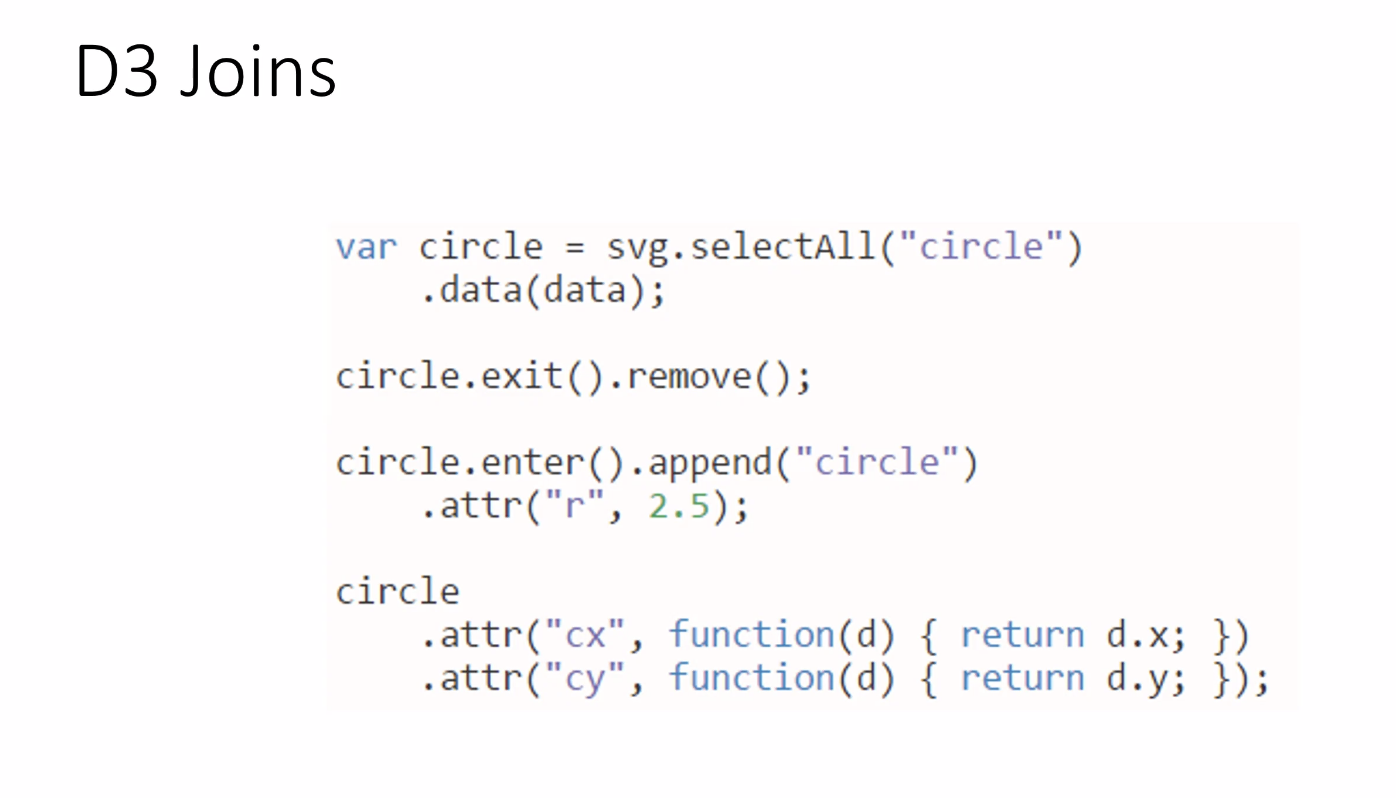 D3 Joins
var circle = svg.selectAll("circle")
    .data(data);
circle.exit().remove();
circle.enter().append("circle")
    .attr("r", 2.5);
circle
    .attr("cx", function(d) { return d.x; })
    .attr("cy", function(d) { return d.y; });